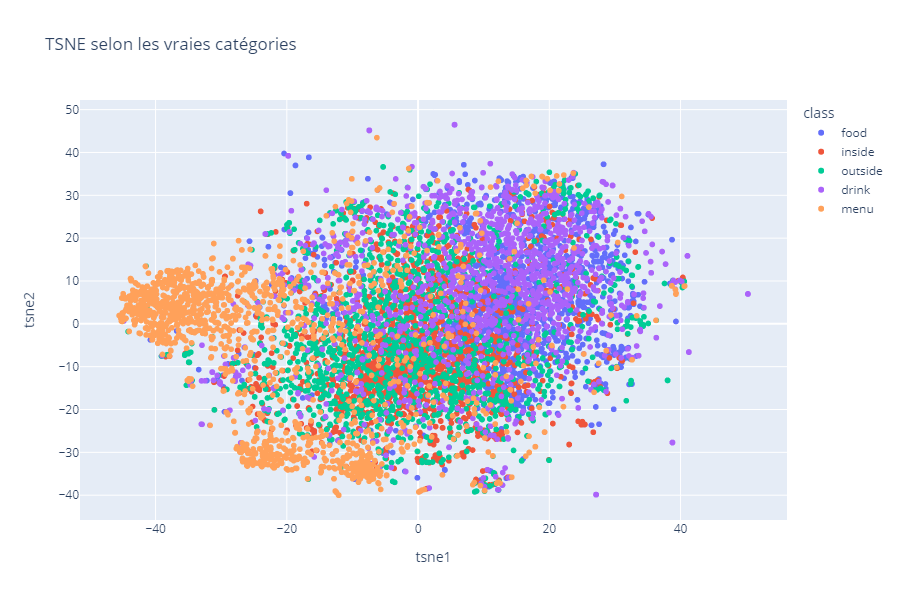 TSNE selon les vraies catégories
class
food
inside
outside
drink
menu
50
40
30
20
10
0
−10
−20
−30
−40
tsne2
−40
−20
0
20
40
tsne1